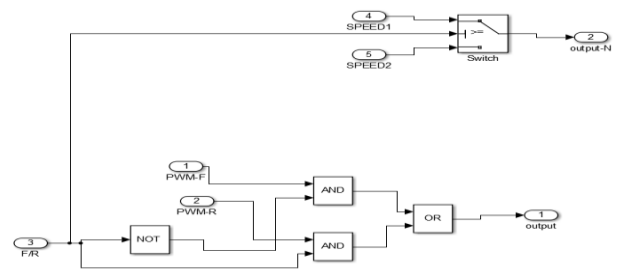 4
SPEED1
>=
5
SPEED2
Switch
2
output-N
1
PWM-F
2
PWM-R
AND
OR
1
output
3
F/R
NOT
AND